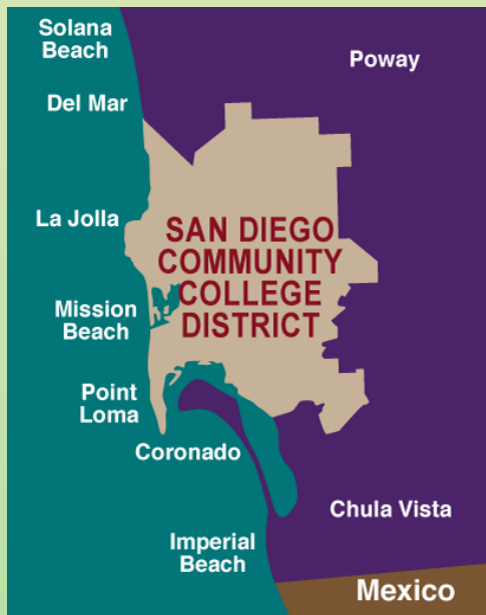 Solana
Beach
Poway
Del Mar
La Jolla
SAN DIEGO
COMMUNITY
COLLEGE
DISTRICT
Mission
Beach
Point
Loma
Coronado
Chula Vista
Imperial
Beach
Mexico